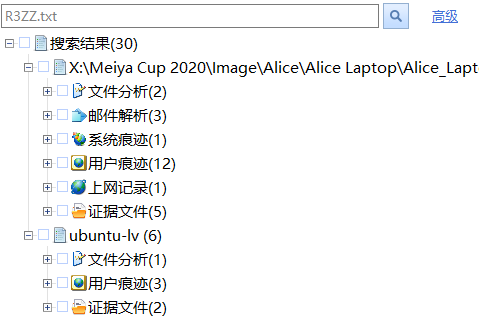 R3ZZ.txt 高级
搜索结果(30)
X:\Meiya Cup 2020\Image\Alice\Alice Laptop\Alice_Lapt
文件分析(2)
邮件解析(3)
系统痕迹(1)
用户痕迹(12)
上网记录(1)
证据文件(5)
ubuntu-lv (6)
文件分析(1)
用户痕迹(3)
证据文件(2)